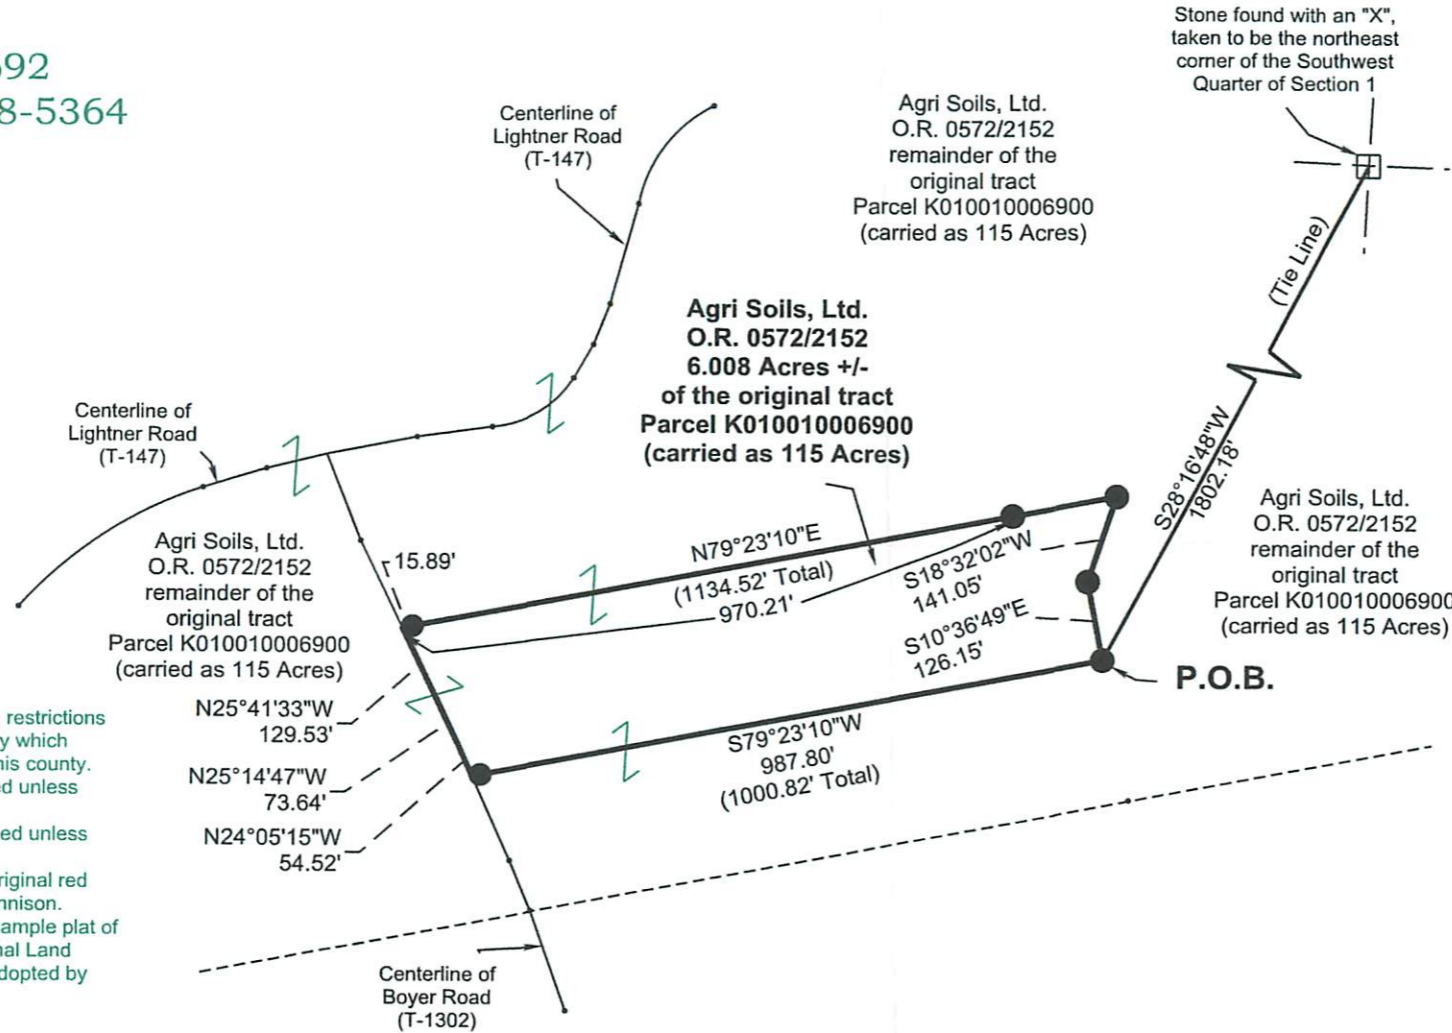 692
8-5364
Stone found with an "X",
taken to be the northeast
corner of the Southwest
Quarter of Section 1
Centerline of
Lightner Road
(T-147)
Agri Soils, Ltd.
O.R. 0572/2152
remainder of the
original tract
Parcel K010010006900
(carried as 115 Acres)
(Tie Line)
S28°16'48"W
1802.18'
Agri Soils, Ltd.
O.R. 0572/2152
6.008 Acres +/-
of the original tract
Parcel K010010006900
(carried as 115 Acres)
Centerline of
Lightner Road
(T-147)
Agri Soils, Ltd.
O.R. 0572/2152
remainder of the
original tract
Parcel K010010006900
(carried as 115 Acres)
15.89'
N79°23'10"E
(1134.52' Total)
970.21'
S18°32'02"W
141.05'
S10°36'49"E
126.15'
Agri Soils, Ltd.
O.R. 0572/2152
remainder of the
original tract
Parcel K010010006900
(carried as 115 Acres)
P.O.B.
N25°41'33"W
129.53'
N25°14'47"W
73.64'
N24°05'15"W
54.52'
S79°23'10"W
987.80'
(1000.82' Total)
restrictions
y which
his county.
ed unless
ed unless
riginal red
nnison.
ample plat of
nal Land
dopted by
Centerline of
Boyer Road
(T-1302)